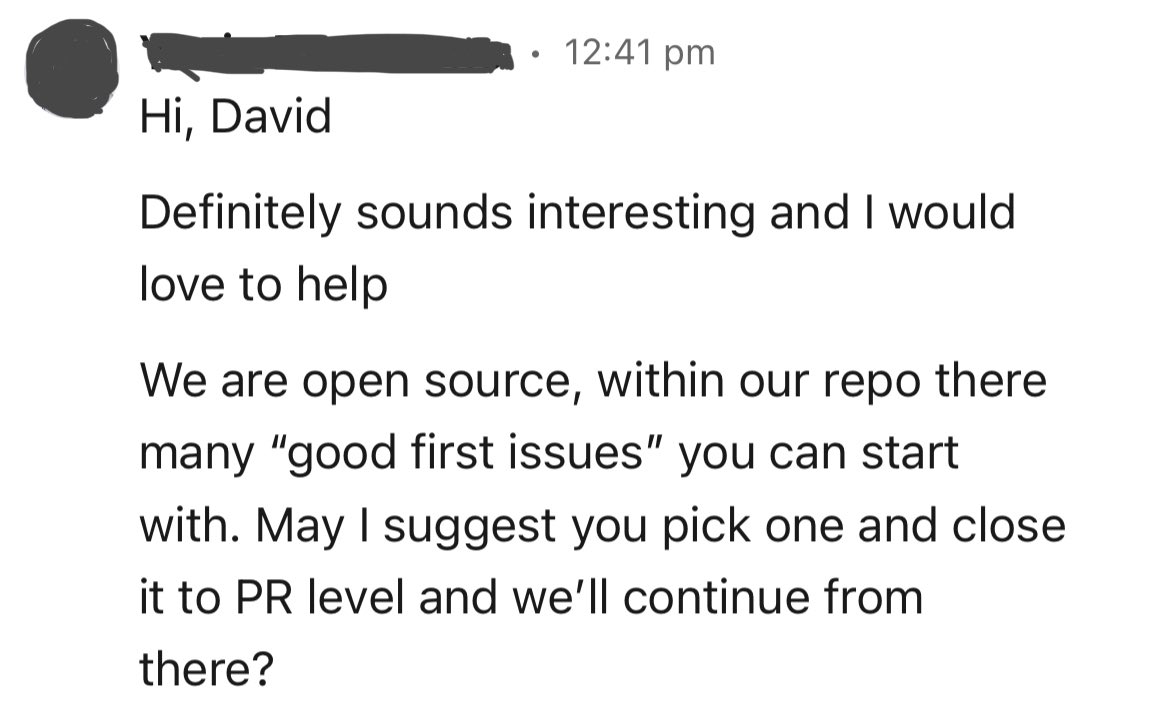 · 12:41 pm
Hi, David
Definitely sounds interesting and I would
love to help
We are open source, within our repo there
many “good first issues” you can start
with. May I suggest you pick one and close
it to PR level and we’ll continue from
there?